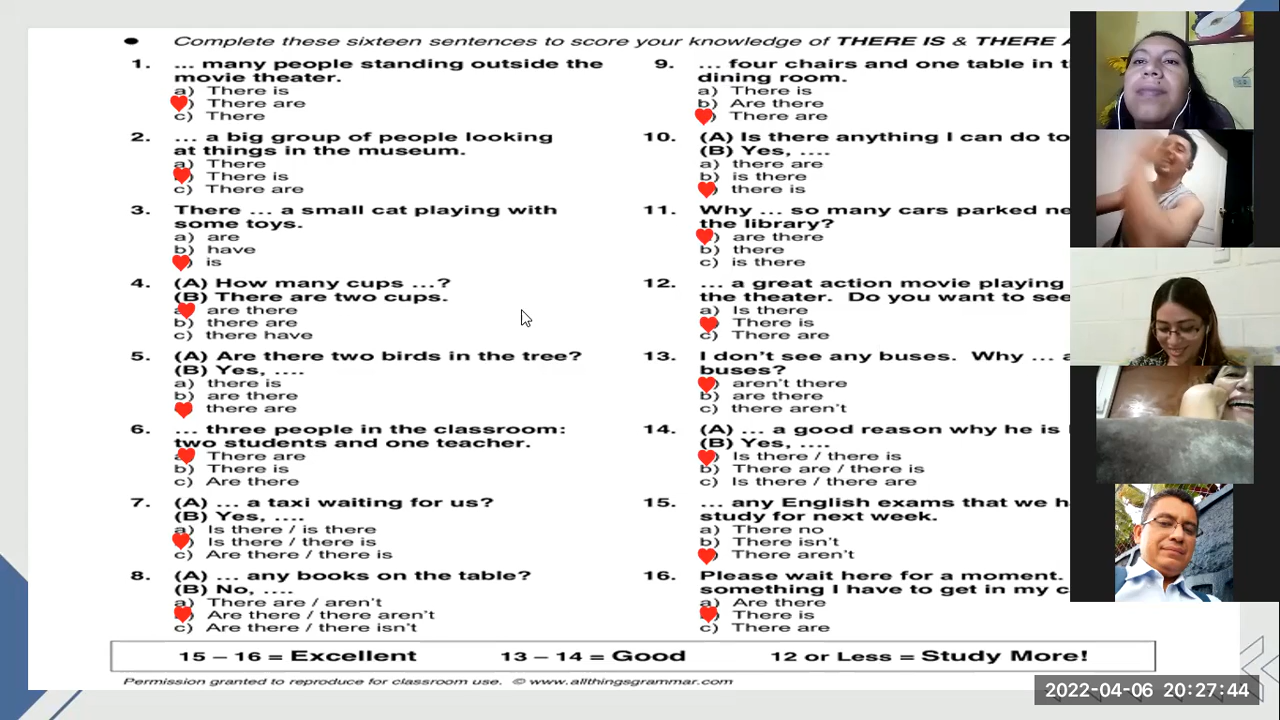 Complete these sixteen sentences to score your knowledge of THERE IS & THERE
1. ... many people standing outside the
movie theater.
a) There is
) There are
c) There
2. ... a big group of people looking
at things in the museum.
a) There
) There is
c) There are
3. There ... a small cat playing with
some toys.
a) are
b) have
) is
4. (A) How many cups ...?
(B) There are two cups.
are there
b) there are
c) there have
5. (A) Are there two birds in the tree?
(B) Yes, ....
a) there is
b) are there
there are
6. ... three people in the classroom:
two students and one teacher.
There are
b) There is
c) Are there
7. (A) ... a taxi waiting for us?
(B) Yes, ....
a) Is there / is there
) Is there / there is
c) Are there / there is
8. (A) ... any books on the table?
(B) No, ....
a) There are / aren't
) Are there / there aren't
c) Are there / there isn't
9. ... four chairs and one table in
dining room.
a) There is
b) Are there
) There are
10. (A) Is there anything I can do to
(B) Yes, ....
a) there are
b) is there
) there is
11. Why ... so many cars parked
the library?
) are there
b) there
c) is there
12. ... a great action movie playing
the theater. Do you want to see
a) Is there
) There is
c) There are
13. I don't see any buses. Why ...
buses?
) aren't there
b) are there
c) there aren't
14. (A) ... a good reason why he is
(B) Yes, ....
) Is there / there is
b) There are / there is
c) Is there / there are
15. ... any English exams that we
study for next week.
a) There no
b) There isn't
) There aren't
16. Please wait here for a moment.
something I have to get in my
a) Are there
) There is
c) There are
15 – 16 = Excellent 13 – 14 = Good 12 or Less = Study More!
Permission granted to reproduce for classroom use. © www.allthingsgrammar.com
2022-04-06 20:27:44